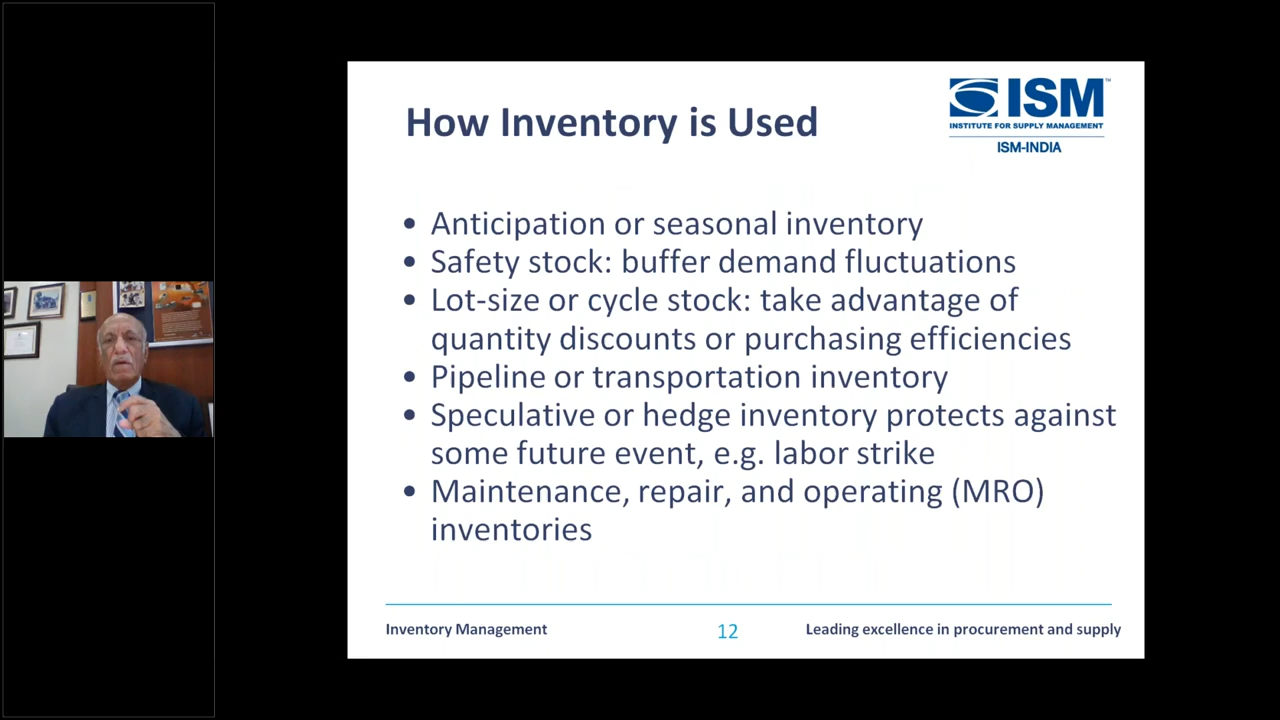 How Inventory is Used
ISM™
INSTITUTE FOR SUPPLY MANAGEMENT
ISM-INDIA
• Anticipation or seasonal inventory
• Safety stock: buffer demand fluctuations
• Lot-size or cycle stock: take advantage of
quantity discounts or purchasing efficiencies
• Pipeline or transportation inventory
• Speculative or hedge inventory protects against
some future event, e.g. labor strike
• Maintenance, repair, and operating (MRO)
inventories
Inventory Management
12
Leading excellence in procurement and supply